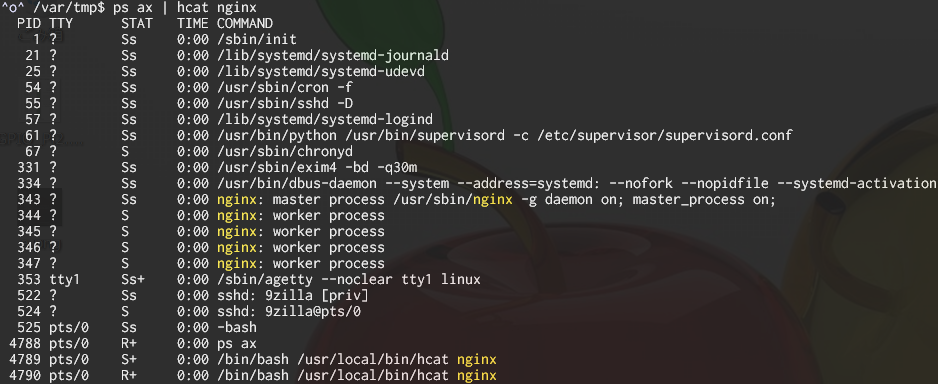 ^o^ /var/tmp$ ps ax | hcat nginx
PID TTY STAT TIME COMMAND
1 ? Ss 0:00 /sbin/init
21 ? Ss 0:00 /lib/systemd/systemd-journald
25 ? Ss 0:00 /lib/systemd/systemd-udevd
54 ? Ss 0:00 /usr/sbin/cron -f
55 ? Ss 0:00 /usr/sbin/sshd -D
57 ? Ss 0:00 /lib/systemd/systemd-logind
61 ? Ss 0:00 /usr/bin/python /usr/bin/supervisord -c /etc/supervisor/supervisord.conf
67 ? S 0:00 /usr/sbin/chronyd
331 ? Ss 0:00 /usr/sbin/exim4 -bd -q30m
334 ? Ss 0:00 /usr/bin/dbus-daemon --system --address=systemd: --nofork --nopidfile --systemd-activation
343 ? Ss 0:00 nginx: master process /usr/sbin/nginx -g daemon on; master_process on;
344 ? S 0:00 nginx: worker process
345 ? S 0:00 nginx: worker process
346 ? S 0:00 nginx: worker process
347 ? S 0:00 nginx: worker process
353 tty1 Ss+ 0:00 /sbin/agetty --noclear tty1 linux
522 ? Ss 0:00 sshd: 9zilla [priv]
524 ? S 0:00 sshd: 9zilla@pts/0
525 pts/0 Ss 0:00 -bash
4788 pts/0 R+ 0:00 ps ax
4789 pts/0 S+ 0:00 /bin/bash /usr/local/bin/hcat nginx
4790 pts/0 R+ 0:00 /bin/bash /usr/local/bin/hcat nginx